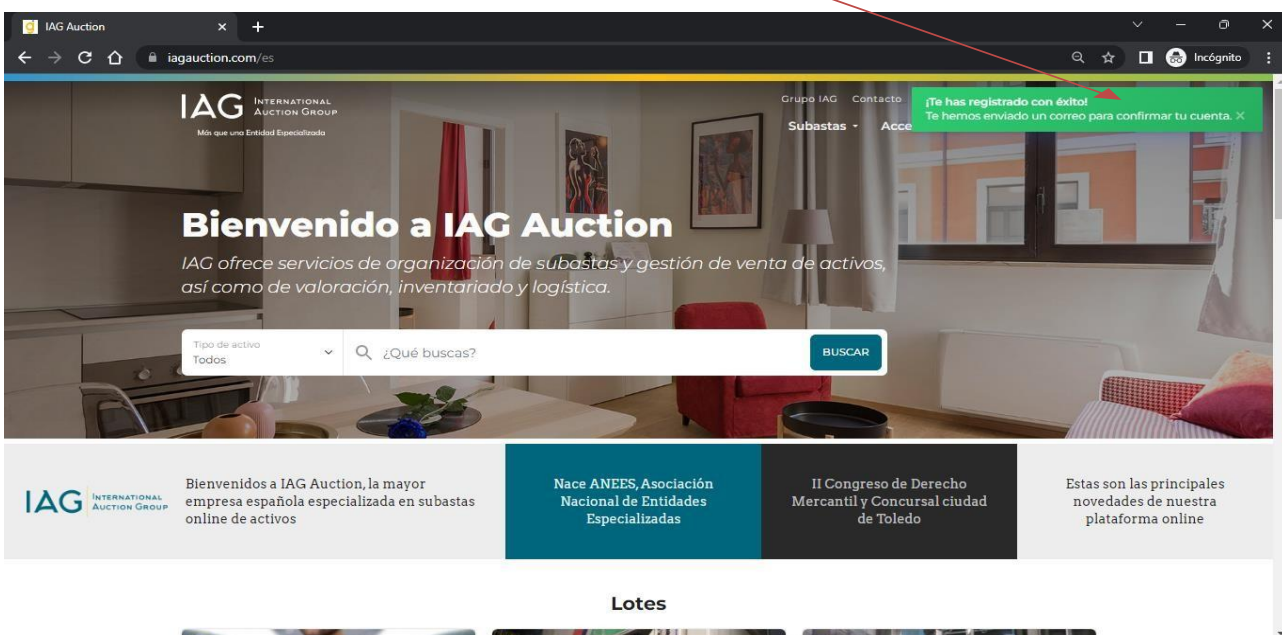 IAG Auction
iagauction.com/es
Incógnito
IAG INTERNATIONAL
AUCTION GROUP
Más que una Entidad Especializada
Grupo IAG Contacto
Subastas Acce
¡Te has registrado con éxito!
Te hemos enviado un correo para confirmar tu cuenta.
Bienvenido a IAG Auction
IAG ofrece servicios de organización de subastas y gestión de venta de activos,
así como de valoración, inventariado y logística.
Tipo de activo
Todos
¿Qué buscas?
BUSCAR
IAG INTERNATIONAL
AUCTION GROUP
Bienvenidos a IAG Auction, la mayor
empresa española especializada en subastas
online de activos
Nace ANEES, Asociación
Nacional de Entidades
Especializadas
II Congreso de Derecho
Mercantil y Concursal ciudad
de Toledo
Estas son las principales
novedades de nuestra
plataforma online
Lotes